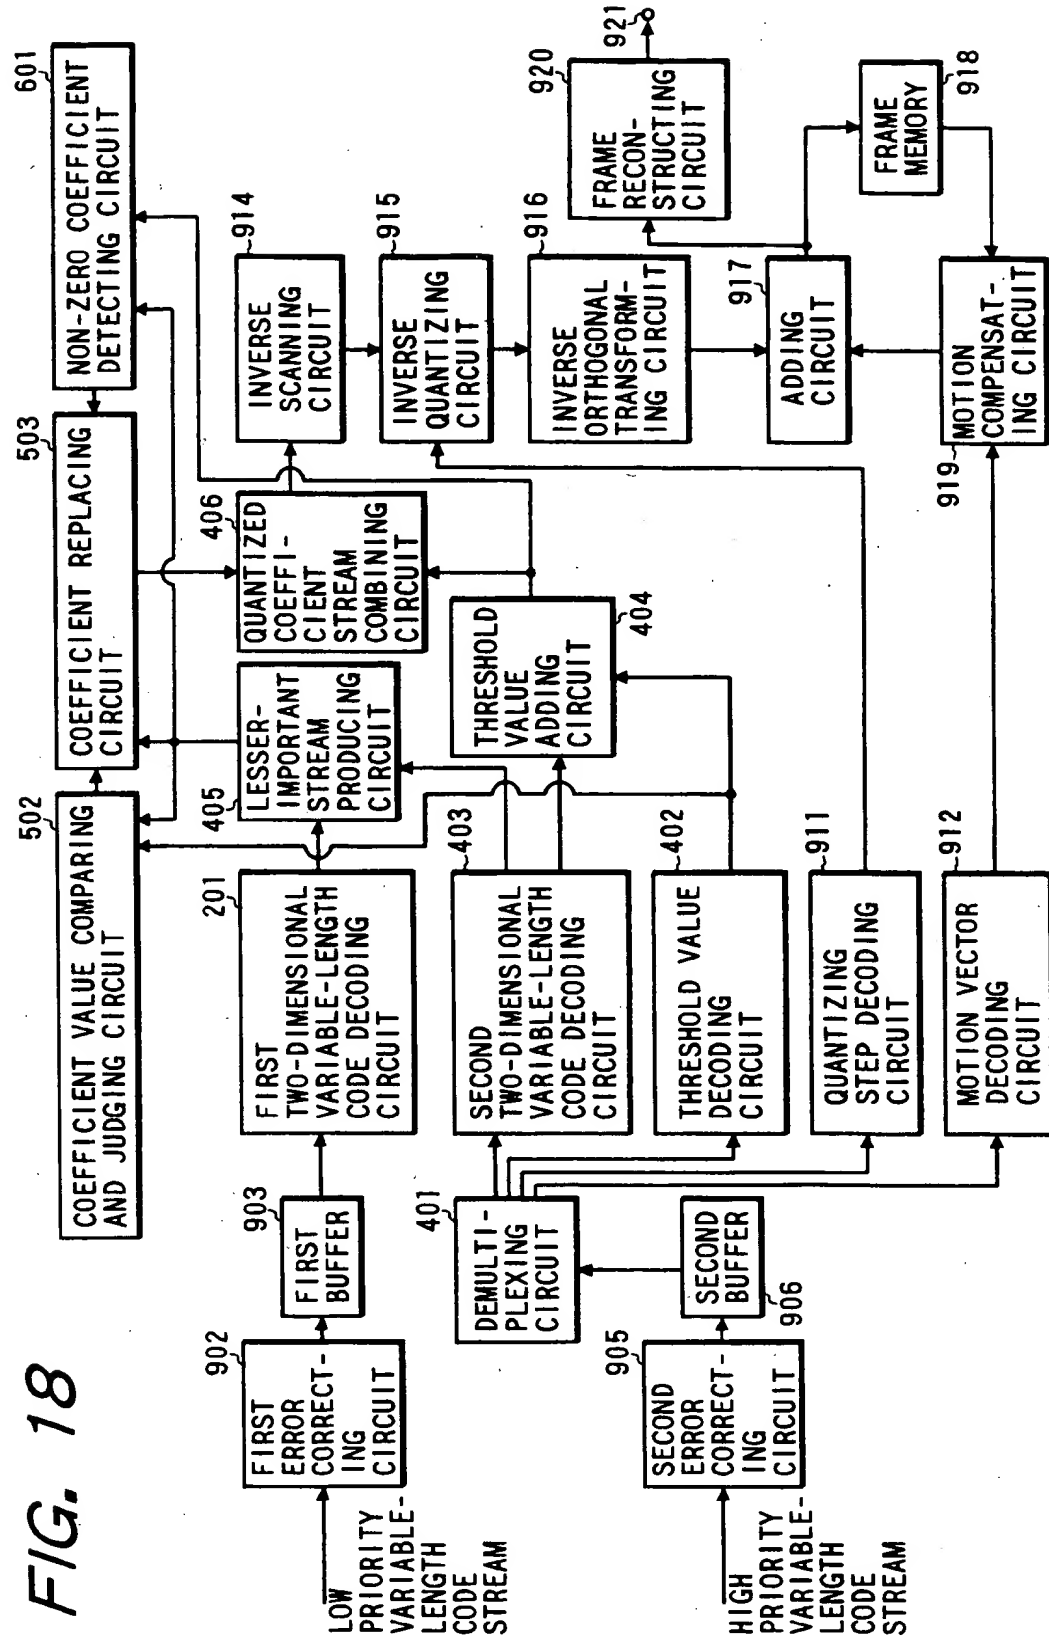 FIG. 18
LOW
PRIORITY
VARIABLE-
LENGTH
CODE
STREAM
902
FIRST
ERROR
CORRECT-
ING
CIRCUIT
903
FIRST
BUFFER
201
FIRST
TWO-DIMENSIONAL
VARIABLE-LENGTH
CODE DECODING
CIRCUIT
502
COEFFICIENT VALUE COMPARING
AND JUDGING CIRCUIT
503
COEFFICIENT REPLACING
CIRCUIT
601
NON-ZERO COEFFICIENT
DETECTING CIRCUIT
405
LESSER-
IMPORTANT
STREAM
PRODUCING
CIRCUIT
406
QUANTIZED
COEFFI-
CIENT
STREAM
COMBINING
CIRCUIT
914
INVERSE
SCANNING
CIRCUIT
915
INVERSE
QUANTIZING
CIRCUIT
916
INVERSE
ORTHOGONAL
TRANSFORM-
ING CIRCUIT
917
ADDING
CIRCUIT
920
FRAME
RECON-
STRUCTING
CIRCUIT
921
918
FRAME
MEMORY
919
MOTION
COMPENSAT-
ING CIRCUIT
HIGH
PRIORITY
VARIABLE-
LENGTH
CODE
STREAM
905
SECOND
ERROR
CORRECT-
ING
CIRCUIT
906
SECOND
BUFFER
401
DEMULTI-
PLEXING
CIRCUIT
403
SECOND
TWO-DIMENSIONAL
VARIABLE-LENGTH
CODE DECODING
CIRCUIT
404
THRESHOLD
VALUE
ADDING
CIRCUIT
402
THRESHOLD VALUE
DECODING
CIRCUIT
911
QUANTIZING
STEP DECODING
CIRCUIT
912
MOTION VECTOR
DECODING
CIRCUIT